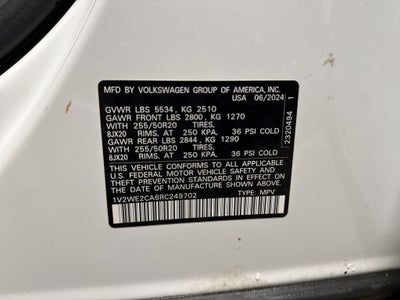 MFD BY VOLKSWAGEN GROUP OF AMERICA, INC.
USA 06/2024
GVWR LBS 5534, KG 2510
GAWR FRONT LBS 2800, KG 1270
WITH 255/50R20 TIRES,
8JX20 RIMS, AT 250 KPA, 36 PSI COLD
GAWR REAR LBS 2844, KG 1290
WITH 255/50R20 TIRES,
8JX20 RIMS, AT 250 KPA, 36 PSI COLD
THIS VEHICLE CONFORMS TO ALL APPLICABLE
U.S. FEDERAL MOTOR VEHICLE SAFETY AND
THEFT PREVENTION STANDARDS IN EFFECT ON
THE DATE OF MANUFACTURE SHOWN ABOVE.
1V2WE2CA6RC249702 TYPE: MPV
2320494 1